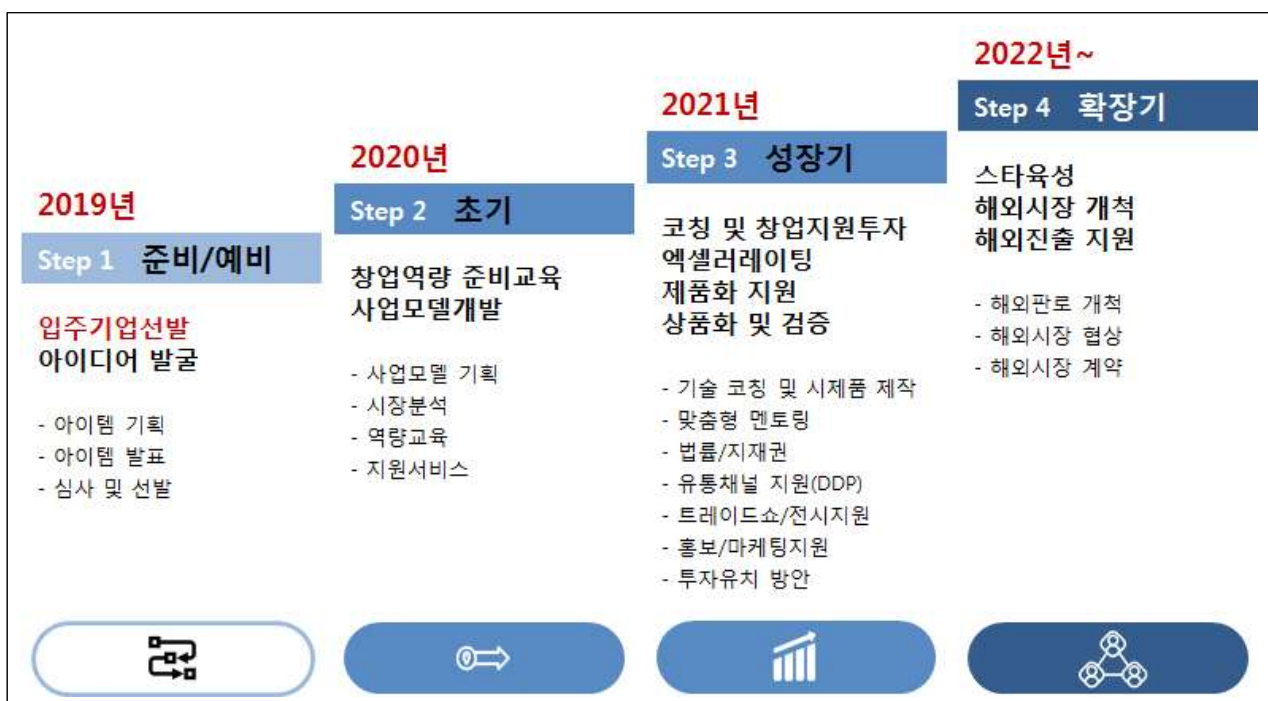 2019년
Step 1 준비/예비
입주기업선발
아이디어 발굴
- 아이템 기획
- 아이템 발표
- 심사 및 선발
2020년
Step 2 초기
창업역량 준비교육
사업모델개발
- 사업모델 기획
- 시장분석
- 역량교육
- 지원서비스
2021년
Step 3 성장기
코칭 및 창업지원투자
엑셀러레이팅
제품화 지원
상품화 및 검증
- 기술 코칭 및 시제품 제작
- 맞춤형 멘토링
- 법률/지재권
- 유통채널 지원(DDP)
- 트레이드쇼/전시지원
- 홍보/마케팅지원
- 투자유치 방안
2022년~
Step 4 확장기
스타육성
해외시장 개척
해외진출 지원
- 해외판로 개척
- 해외시장 협상
- 해외시장 계약